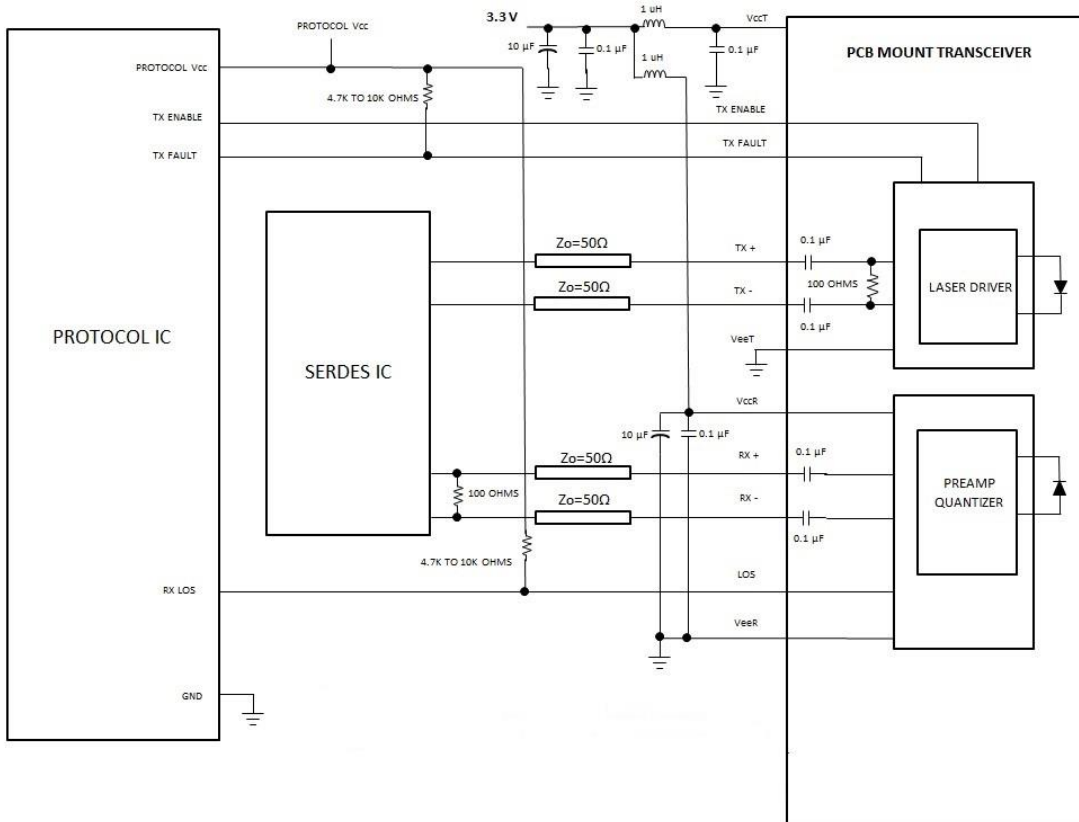 PROTOCOL Vcc
3.3 V
1 uH
VccT
10 µF
0.1 µF
0.1 µF
1 uH
PCB MOUNT TRANSCEIVER
PROTOCOL Vcc
4.7K TO 10K OHMS
TX ENABLE
TX ENABLE
TX FAULT
TX FAULT
Zo=50Ω
TX +
0.1 µF
Zo=50Ω
TX -
100 OHMS
0.1 µF
LASER DRIVER
PROTOCOL IC
SERDES IC
VeeT
VccR
10 µF
0.1 µF
Zo=50Ω
RX +
0.1 µF
100 OHMS
Zo=50Ω
RX -
0.1 µF
PREAMP
QUANTIZER
4.7K TO 10K OHMS
RX LOS
LOS
VeeR
GND